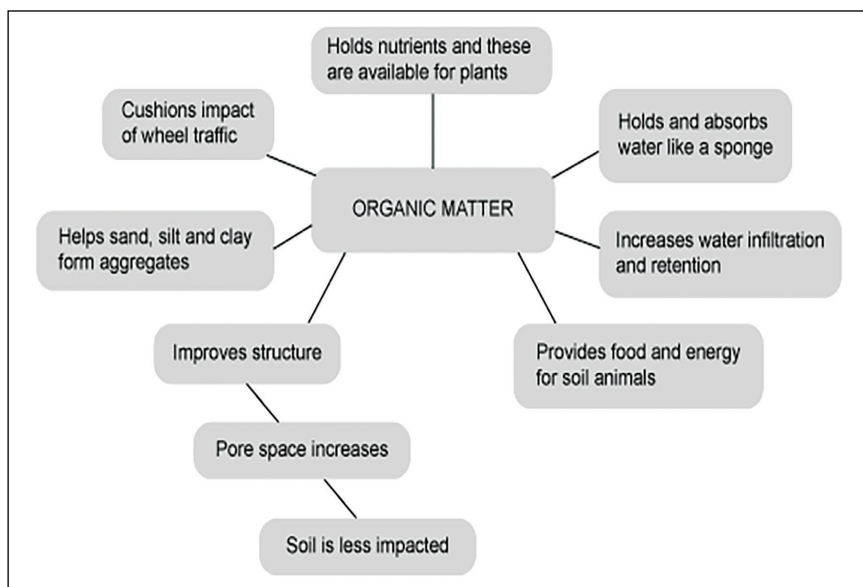 Holds nutrients and these
are available for plants
Cushions impact
of wheel traffic
Holds and absorbs
water like a sponge
ORGANIC MATTER
Helps sand, silt and clay
form aggregates
Increases water infiltration
and retention
Improves structure
Provides food and energy
for soil animals
Pore space increases
Soil is less impacted